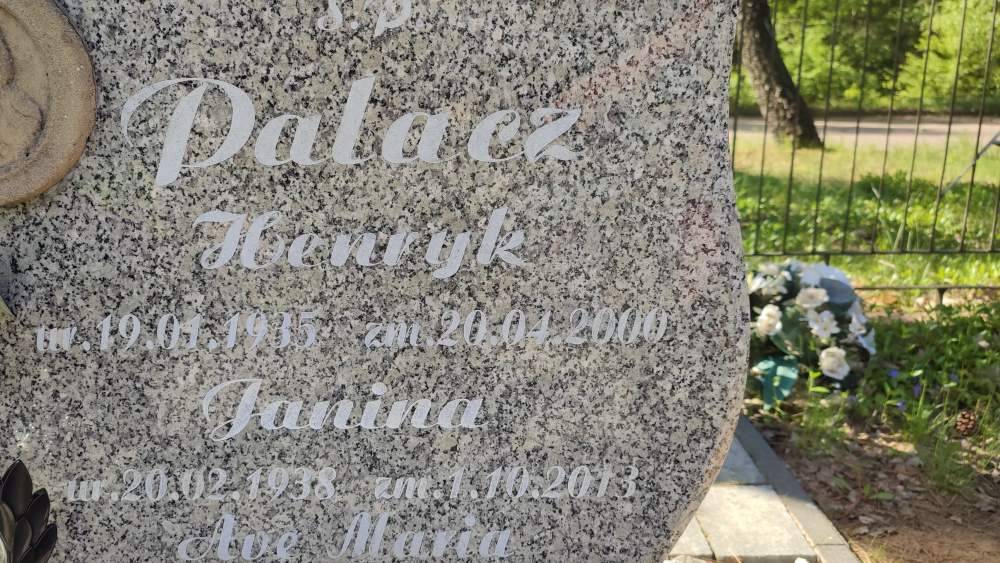 ś.p
Palacz
Henryk
ur.19.01.1935 zm.20.04.2000
Janina
ur.20.02.1938 zm.1.10.2013
Ave Maria